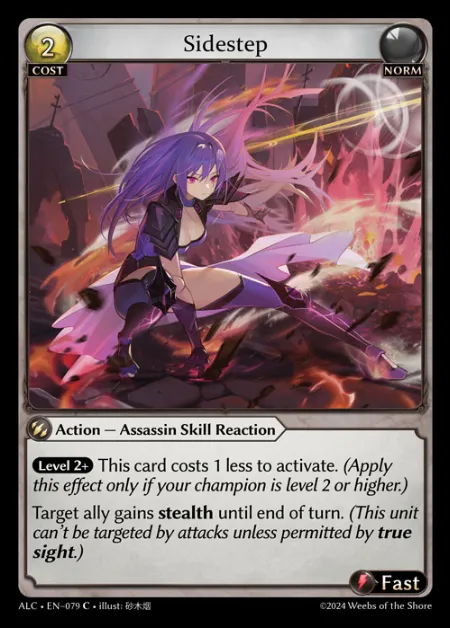 2
Sidestep
COST
NORM
Action — Assassin Skill Reaction
Level 2+ This card costs 1 less to activate. (Apply
this effect only if your champion is level 2 or higher.)
Target ally gains stealth until end of turn. (This unit
can't be targeted by attacks unless permitted by true
sight.)
Fast
ALC • EN-079 C • illust: 砂木烟
©2024 Weebs of the Shore